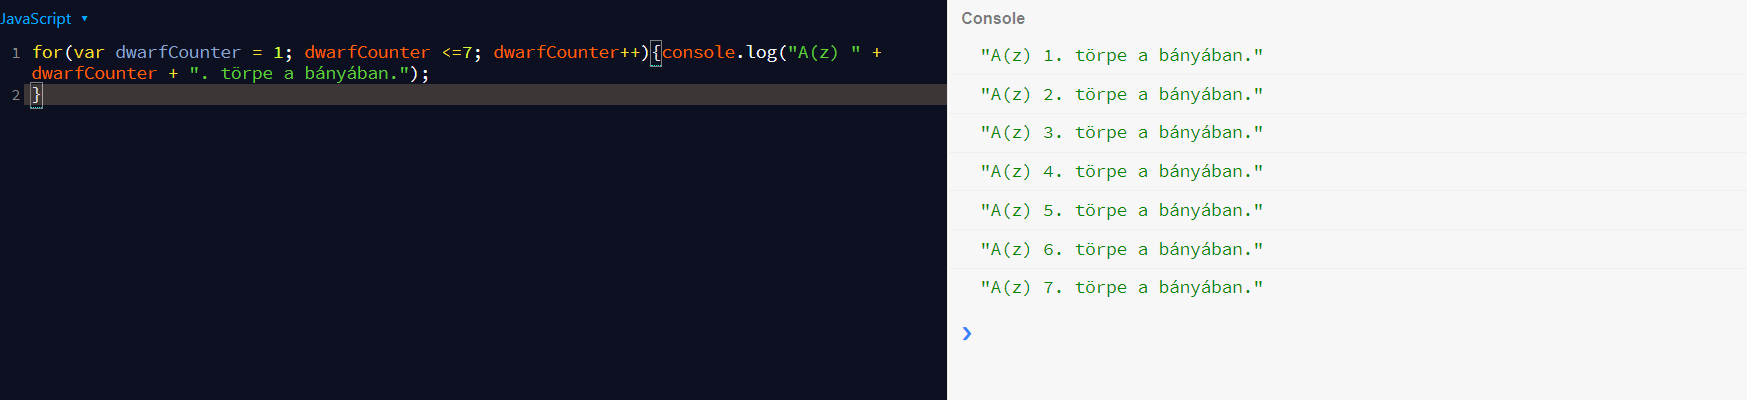 JavaScript ▾
1 for(var dwarfCounter = 1; dwarfCounter <=7; dwarfCounter++){console.log("A(z) " +
dwarfCounter + ". törpe a bányában.");
2 }
Console
"A(z) 1. törpe a bányában."
"A(z) 2. törpe a bányában."
"A(z) 3. törpe a bányában."
"A(z) 4. törpe a bányában."
"A(z) 5. törpe a bányában."
"A(z) 6. törpe a bányában."
"A(z) 7. törpe a bányában."
❯